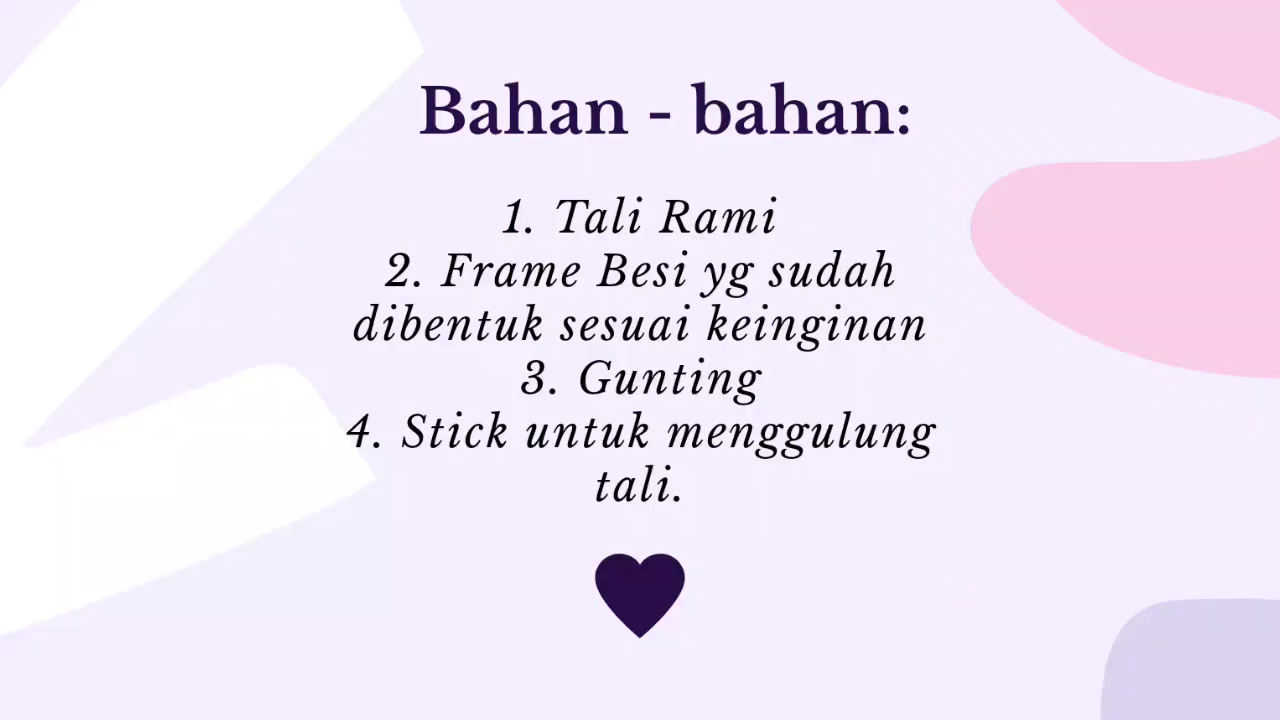 Bahan - bahan:
1. Tali Rami
2. Frame Besi yg sudah
dibentuk sesuai keinginan
3. Gunting
4. Stick untuk menggulung
tali.